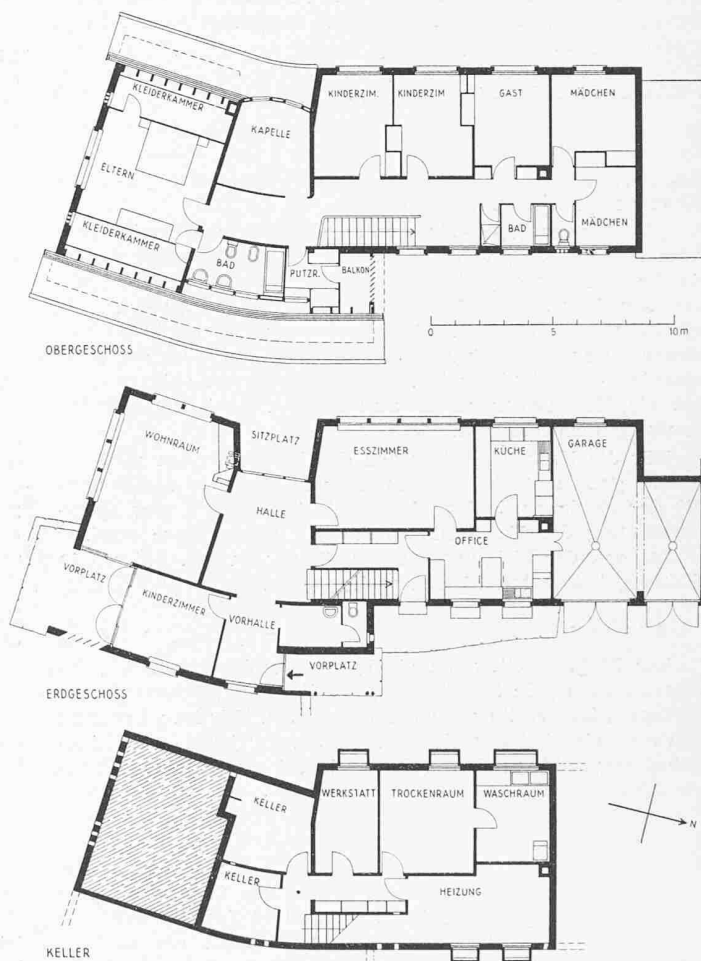 KLEIDERKAMMER
KAPELLE
KINDERZIM.
KINDERZIM
GAST
MÄDCHEN
ELTERN
KLEIDERKAMMER
BAD
PUTZR.
BALKON
BAD
MÄDCHEN
0 5 10 m
OBERGESCHOSS
WOHNRAUM
SITZPLATZ
ESSZIMMER
KÜCHE
GARAGE
HALLE
OFFICE
VORPLATZ
KINDERZIMMER
VORHALLE
VORPLATZ
ERDGESCHOSS
KELLER
WERKSTATT
TROCKENRAUM
WASCHRAUM
N
KELLER
HEIZUNG
KELLER